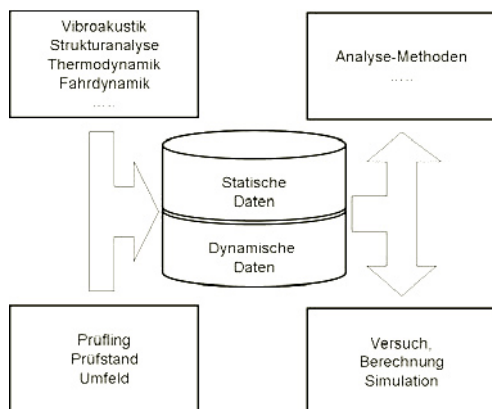 Vibroakustik
Strukturanalyse
Thermodynamik
Fahrdynamik
.. ...
Analyse-Methoden
.. ...
Statische
Daten
Dynamische
Daten
Prüfling
Prüfstand
Umfeld
Versuch,
Berechnung
Simulation